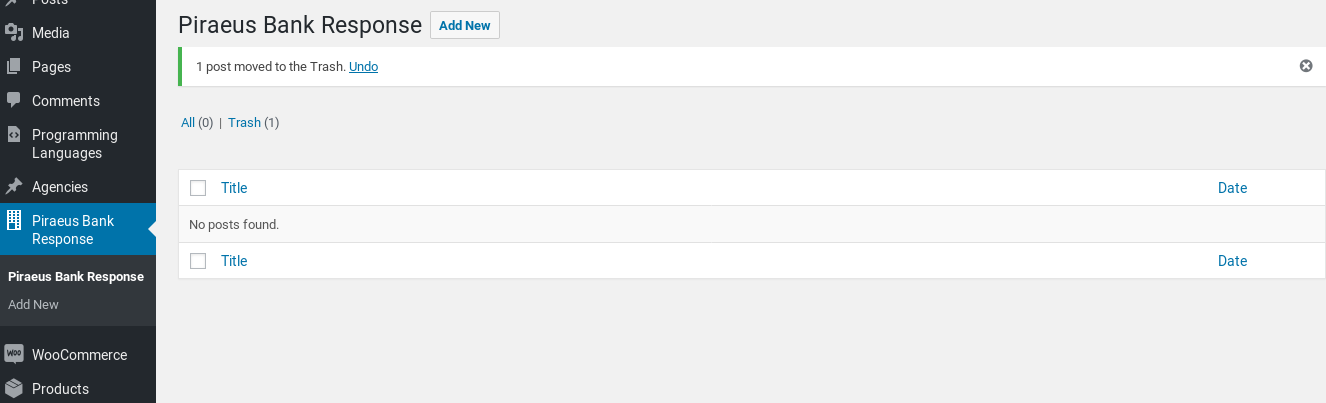 Posts
Media
Pages
Comments
Programming
Languages
Agencies
Piraeus Bank
Response
Piraeus Bank Response
Add New
WooCommerce
Products
Piraeus Bank Response Add New
1 post moved to the Trash. Undo
All (0) | Trash (1)
Title Date
No posts found.
Title Date